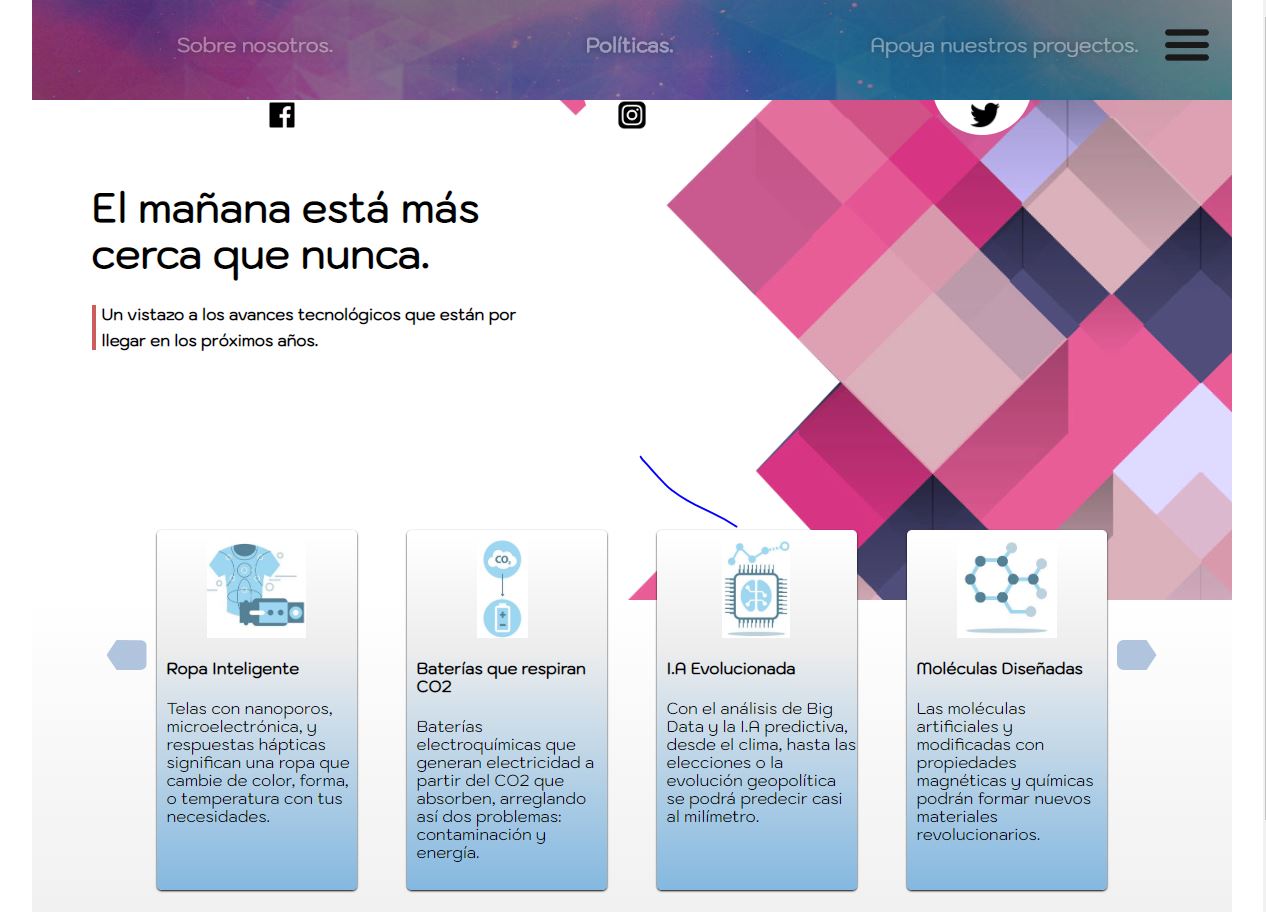 Sobre nosotros.
Políticas.
Apoya nuestros proyectos.
El mañana está más
cerca que nunca.
Un vistazo a los avances tecnológicos que están por
llegar en los próximos años.
Ropa Inteligente
Telas con nanoporos,
microelectrónica, y
respuestas hápticas
significan una ropa que
cambie de color, forma,
o temperatura con tus
necesidades.
CO2
Baterías que respiran
CO2
Baterías
electroquímicas que
generan electricidad a
partir del CO2 que
absorben, arreglando
así dos problemas:
contaminación y
energía.
I.A Evolucionada
Con el análisis de Big
Data y la I.A predictiva,
desde el clima, hasta las
elecciones o la
evolución geopolítica
se podrá predecir casi
al milímetro.
Moléculas Diseñadas
Las moléculas
artificiales y
modificadas con
propiedades
magnéticas y químicas
podrán formar nuevos
materiales
revolucionarios.